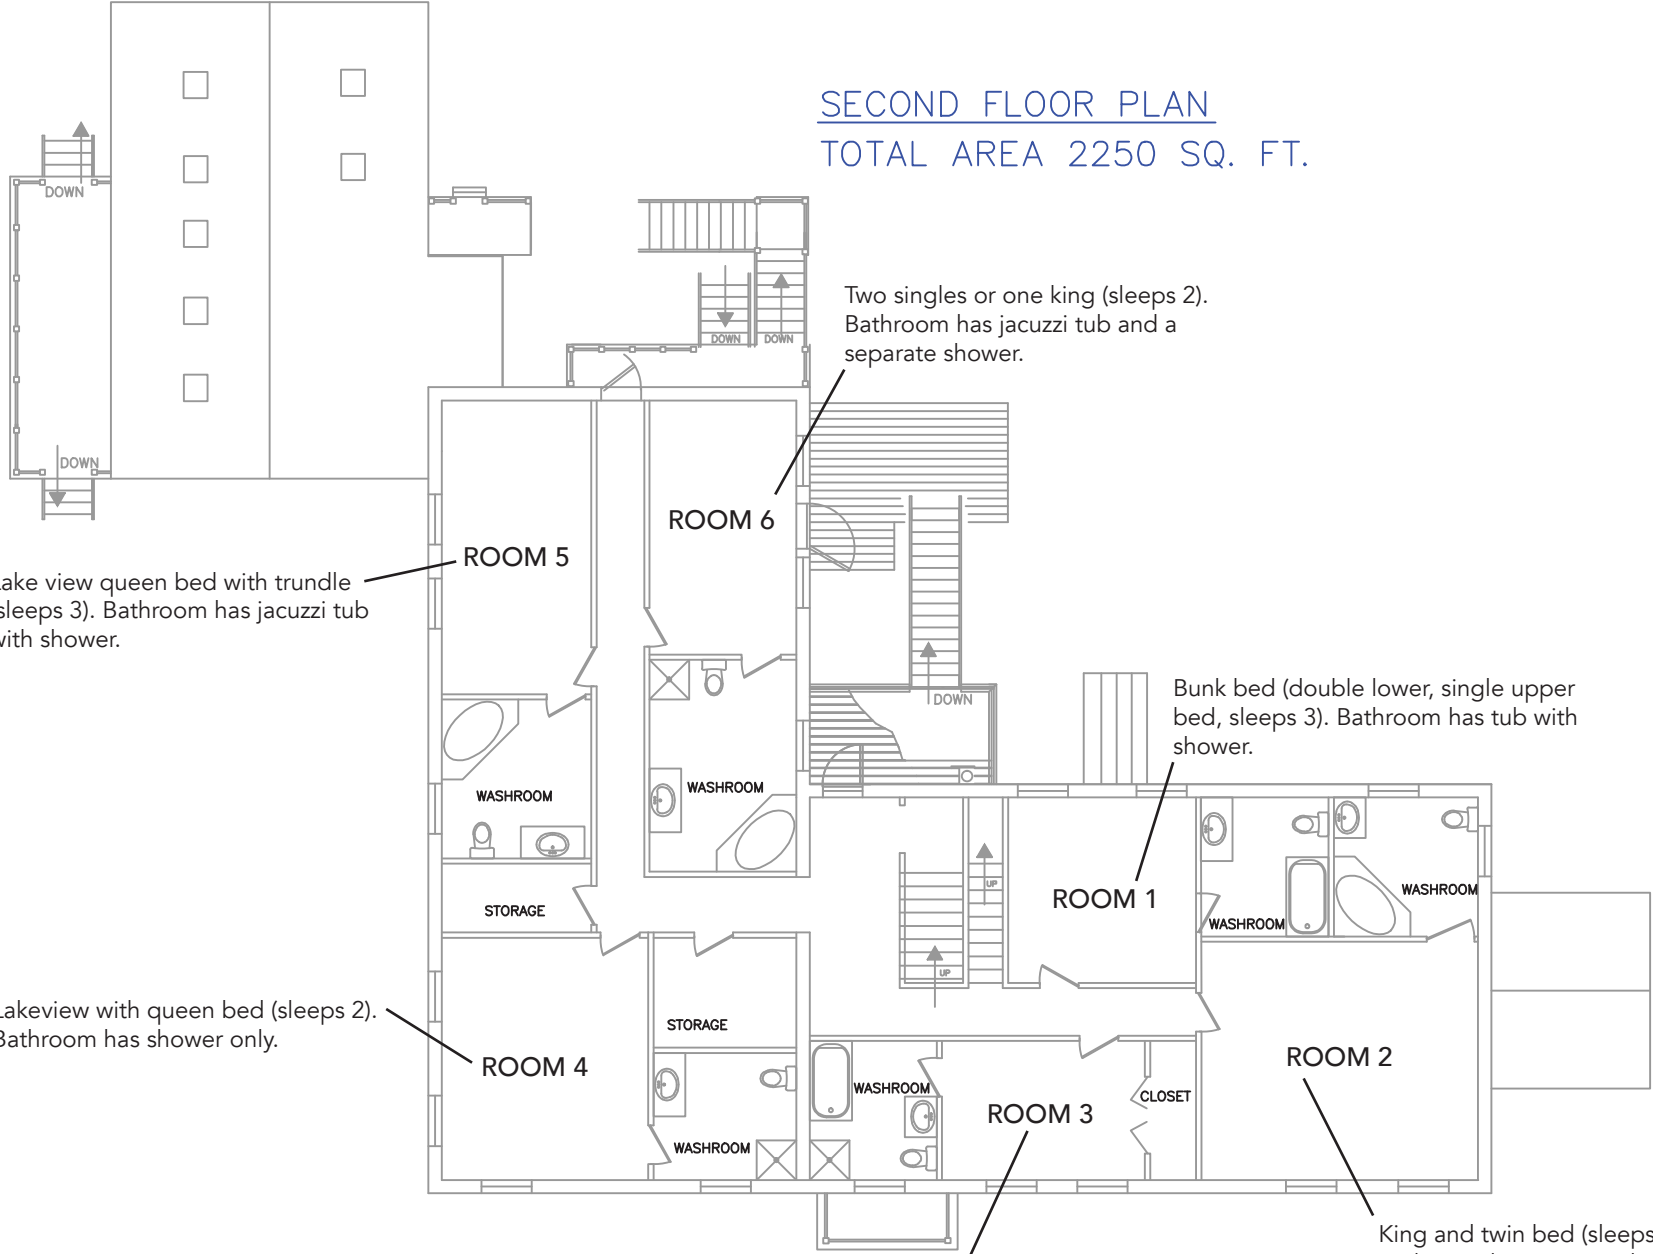 SECOND FLOOR PLAN
TOTAL AREA 2250 SQ. FT.
DOWN
DOWN
DOWN
DOWN
Two singles or one king (sleeps 2).
Bathroom has jacuzzi tub and a
separate shower.
ROOM 6
ROOM 5
Lake view queen bed with trundle
(sleeps 3). Bathroom has jacuzzi tub
with shower.
DOWN
Bunk bed (double lower, single upper
bed, sleeps 3). Bathroom has tub with
shower.
WASHROOM
WASHROOM
STORAGE
UP
ROOM 1
WASHROOM
WASHROOM
UP
Lakeview with queen bed (sleeps 2).
Bathroom has shower only.
STORAGE
ROOM 4
ROOM 2
WASHROOM
CLOSET
ROOM 3
WASHROOM
King and twin bed (sleeps